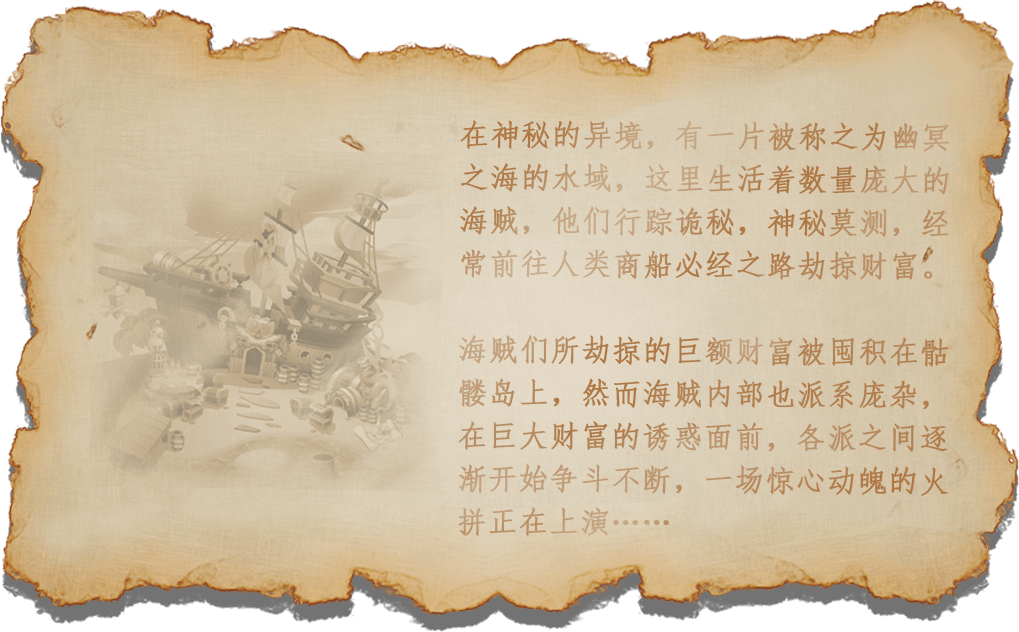 在神秘的异境，有一片被称之为幽冥
之海的水域，这里生活着数量庞大的
海贼，他们行踪诡秘，神秘莫测，经
常前往人类商船必经之路劫掠财富。
海贼们所劫掠的巨额财富被囤积在骷
髅岛上，然而海贼内部也派系庞杂，
在巨大财富的诱惑面前，各派之间逐
渐开始争斗不断，一场惊心动魄的火
拼正在上演……